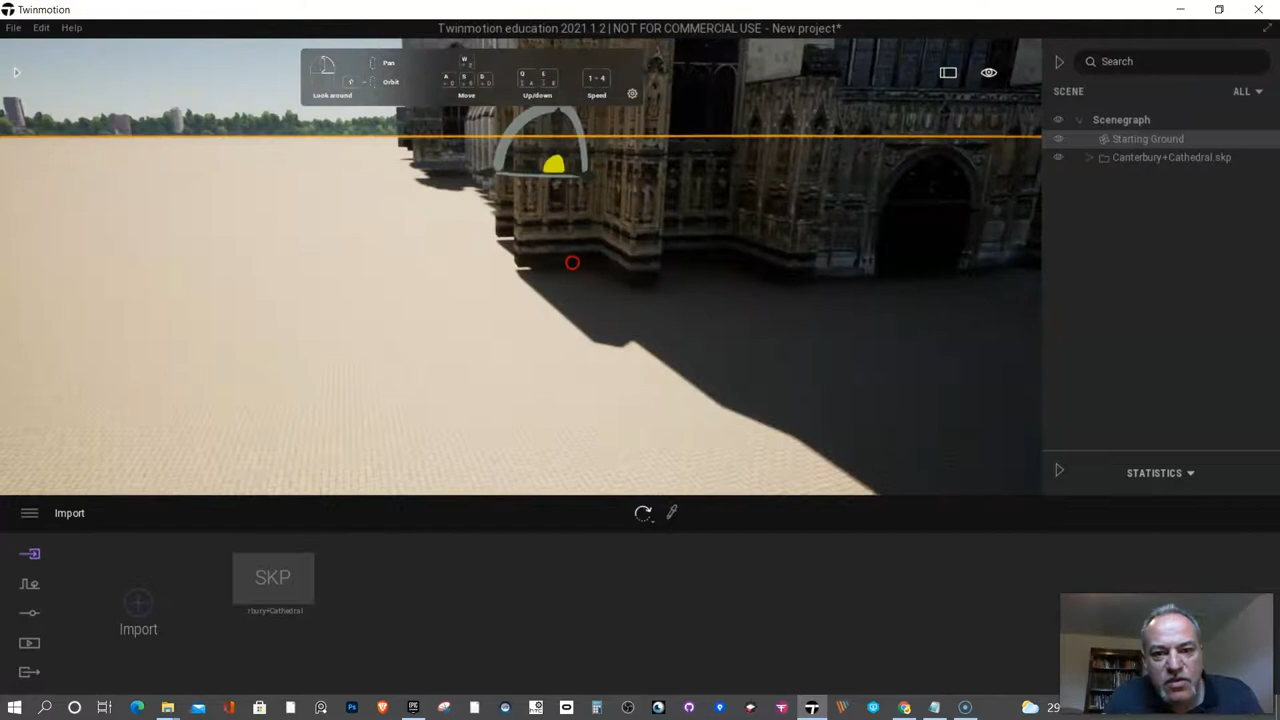 Twinmotion
File Edit Help
Twinmotion education 2021.1.2 | NOT FOR COMMERCIAL USE - New project*
Pan
Orbit
Look around
W
A S D
Move
Q E
Up/down
1 - 4
Speed
Search
SCENE
ALL
Scenegraph
Starting Ground
Canterbury+Cathedral.skp
STATISTICS
Import
SKP
rbury+Cathedral
Import
29